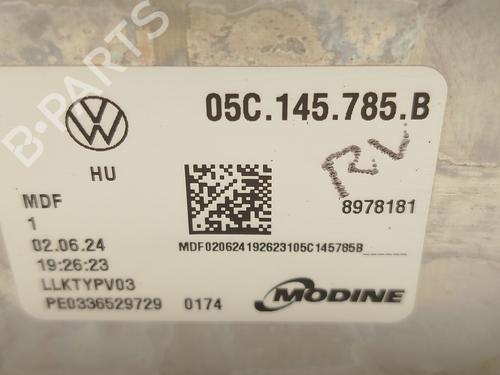 B-PARTS
05C.145.785.B
RV
HU
MDF
8978181
1
02.06.24
MDF020624192623105C145785B
19:26:23
LLKTYPV03
PE0336529729 0174
MODINE